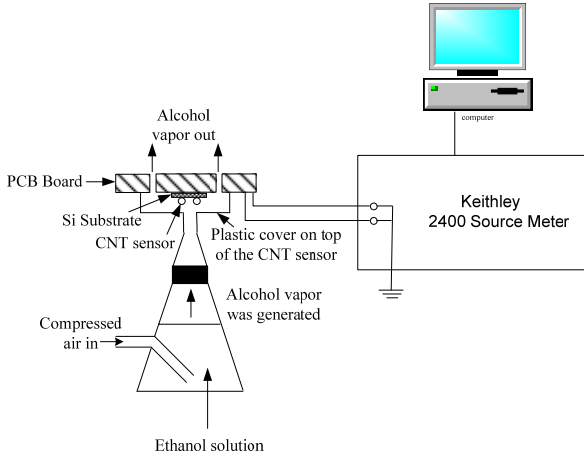 computer
Alcohol
vapor out
PCB Board
Si Substrate
CNT sensor
Plastic cover on top
of the CNT sensor
Keithley
2400 Source Meter
Alcohol vapor
was generated
Compressed
air in
Ethanol solution